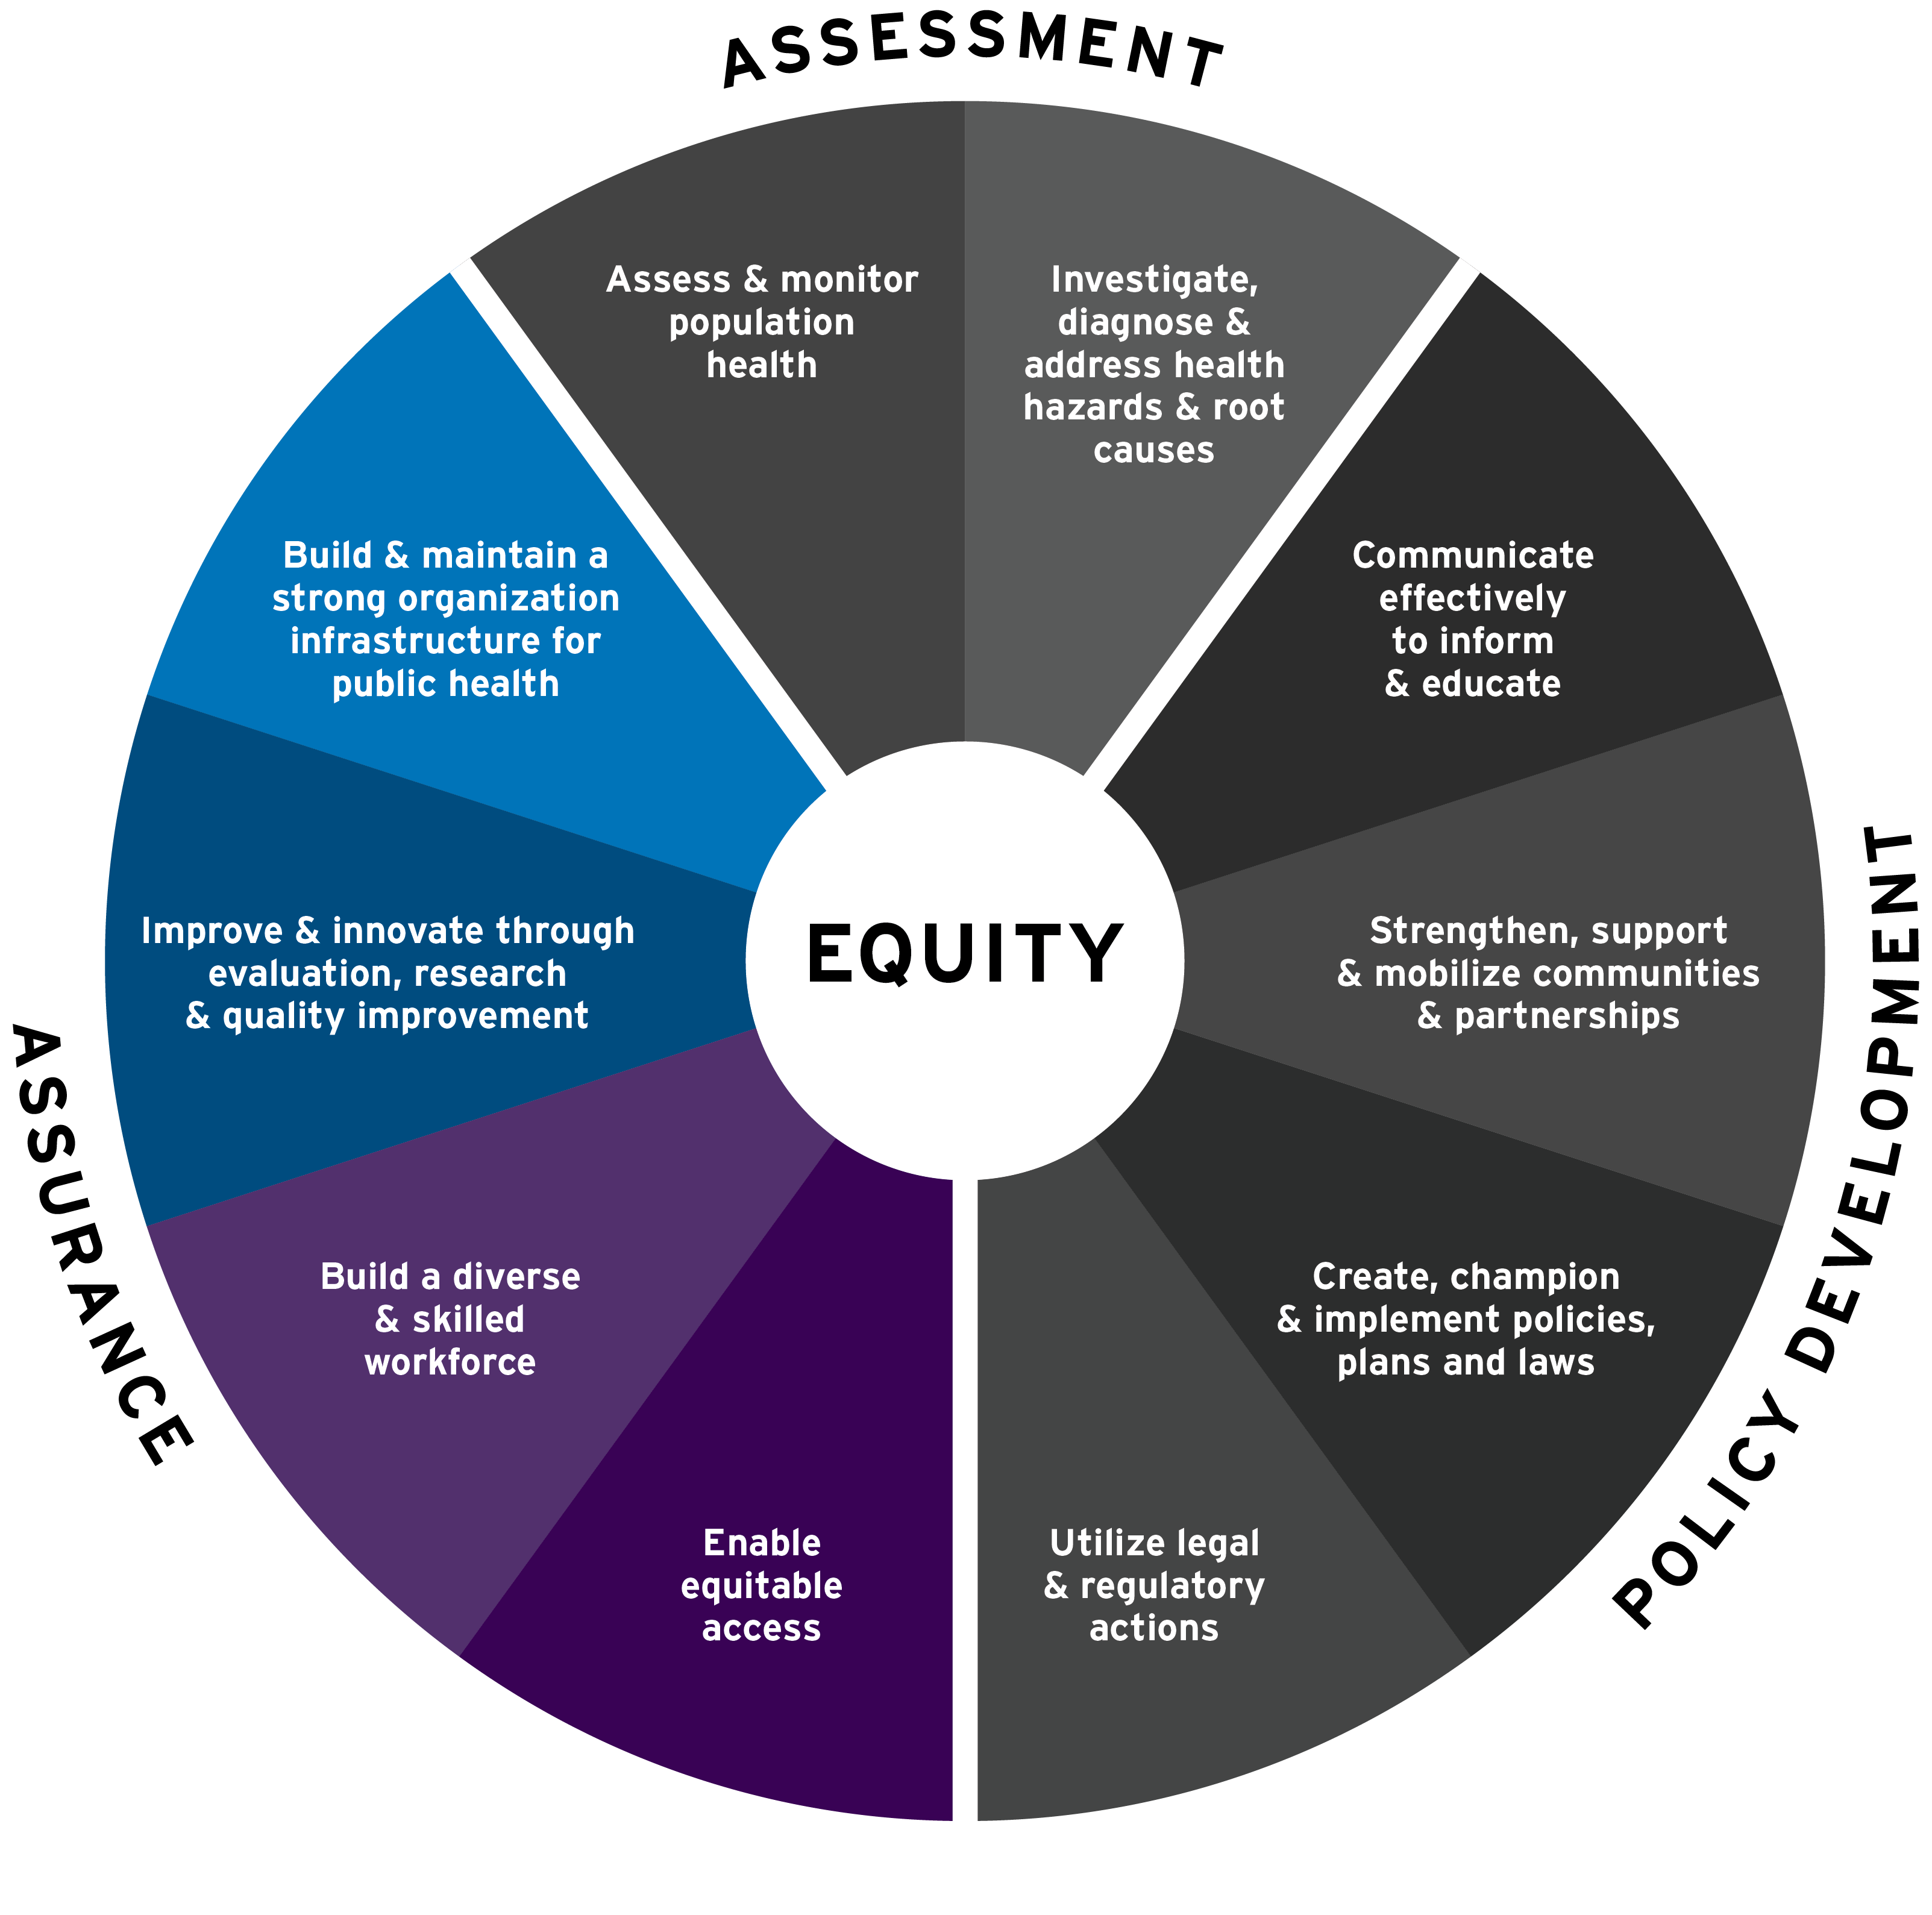 ASSESSMENT
Assess & monitor
population
health
Investigate,
diagnose &
address health
hazards & root
causes
Communicate
effectively
to inform
& educate
Strengthen, support
& mobilize communities
& partnerships
Create, champion
& implement policies,
plans and laws
Utilize legal
& regulatory
actions
POLICY DEVELOPMENT
Enable
equitable
access
Build a diverse
& skilled
workforce
Improve & innovate through
evaluation, research
& quality improvement
Build & maintain a
strong organization
infrastructure for
public health
ASSURANCE
EQUITY